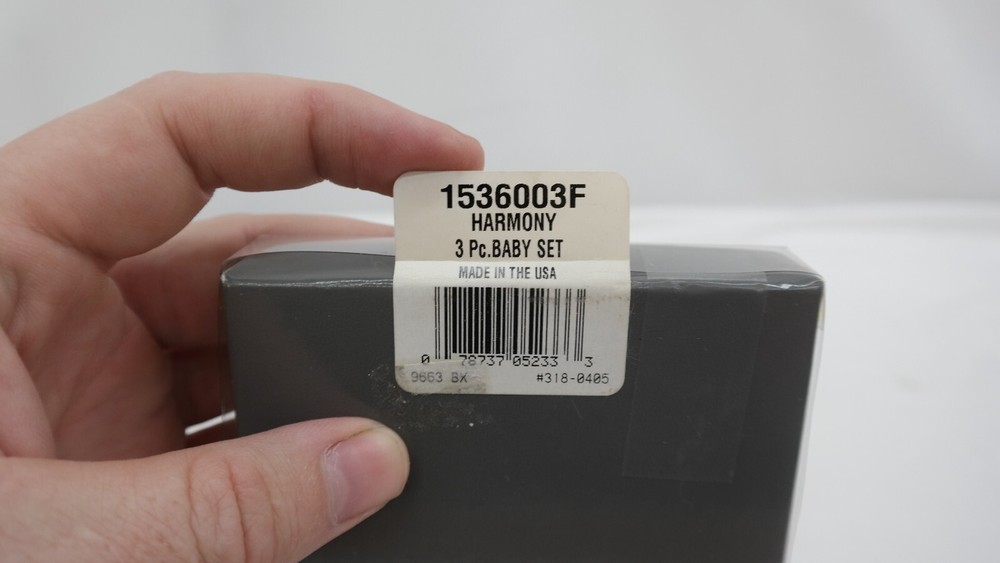 1536003F
HARMONY
3 Pc.BABY SET
MADE IN THE USA
0 78737 05233 3
9663 BX #318-0405